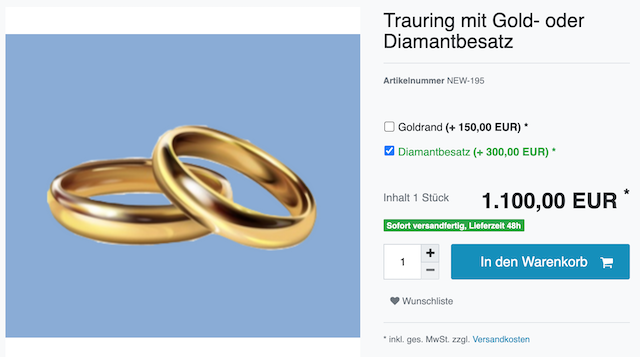 Trauring mit Gold- oder
Diamantbesatz
Artikelnummer NEW-195
Goldrand (+ 150,00 EUR) *
Diamantbesatz (+ 300,00 EUR) *
Inhalt 1 Stück
1.100,00 EUR *
Sofort versandfertig, Lieferzeit 48h
1
+
−
In den Warenkorb
Wunschliste
* inkl. ges. MwSt. zzgl. Versandkosten